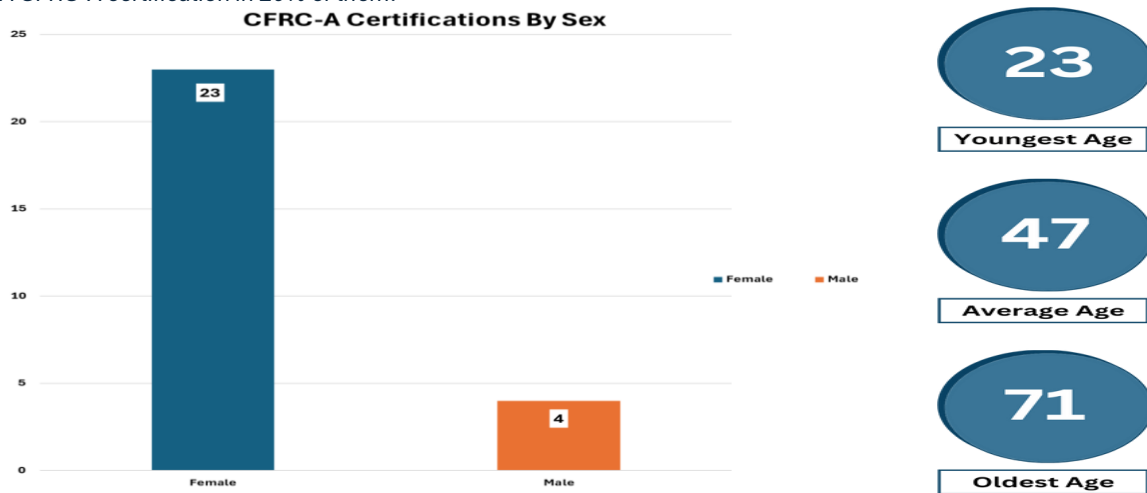 CFRC-A Certifications By Sex
25
20
15
10
5
0
23
4
Female
Male
Female
Male
23
Youngest Age
47
Average Age
71
Oldest Age